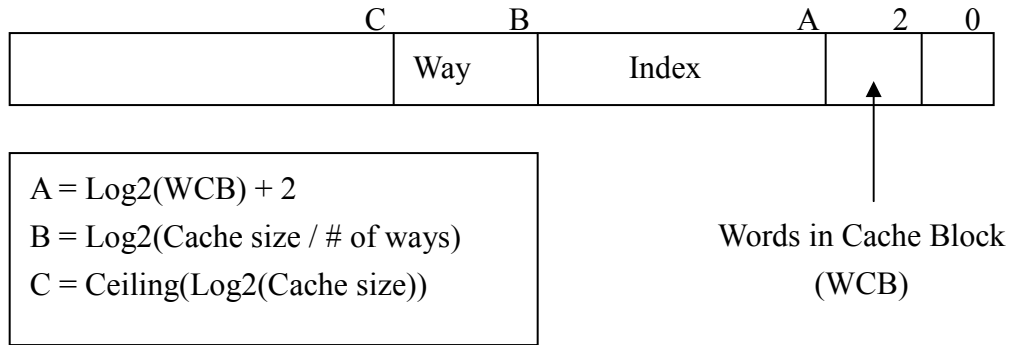 C B A 2 0
Way Index
A = Log2(WCB) + 2
B = Log2(Cache size / # of ways)
C = Ceiling(Log2(Cache size))
Words in Cache Block
(WCB)